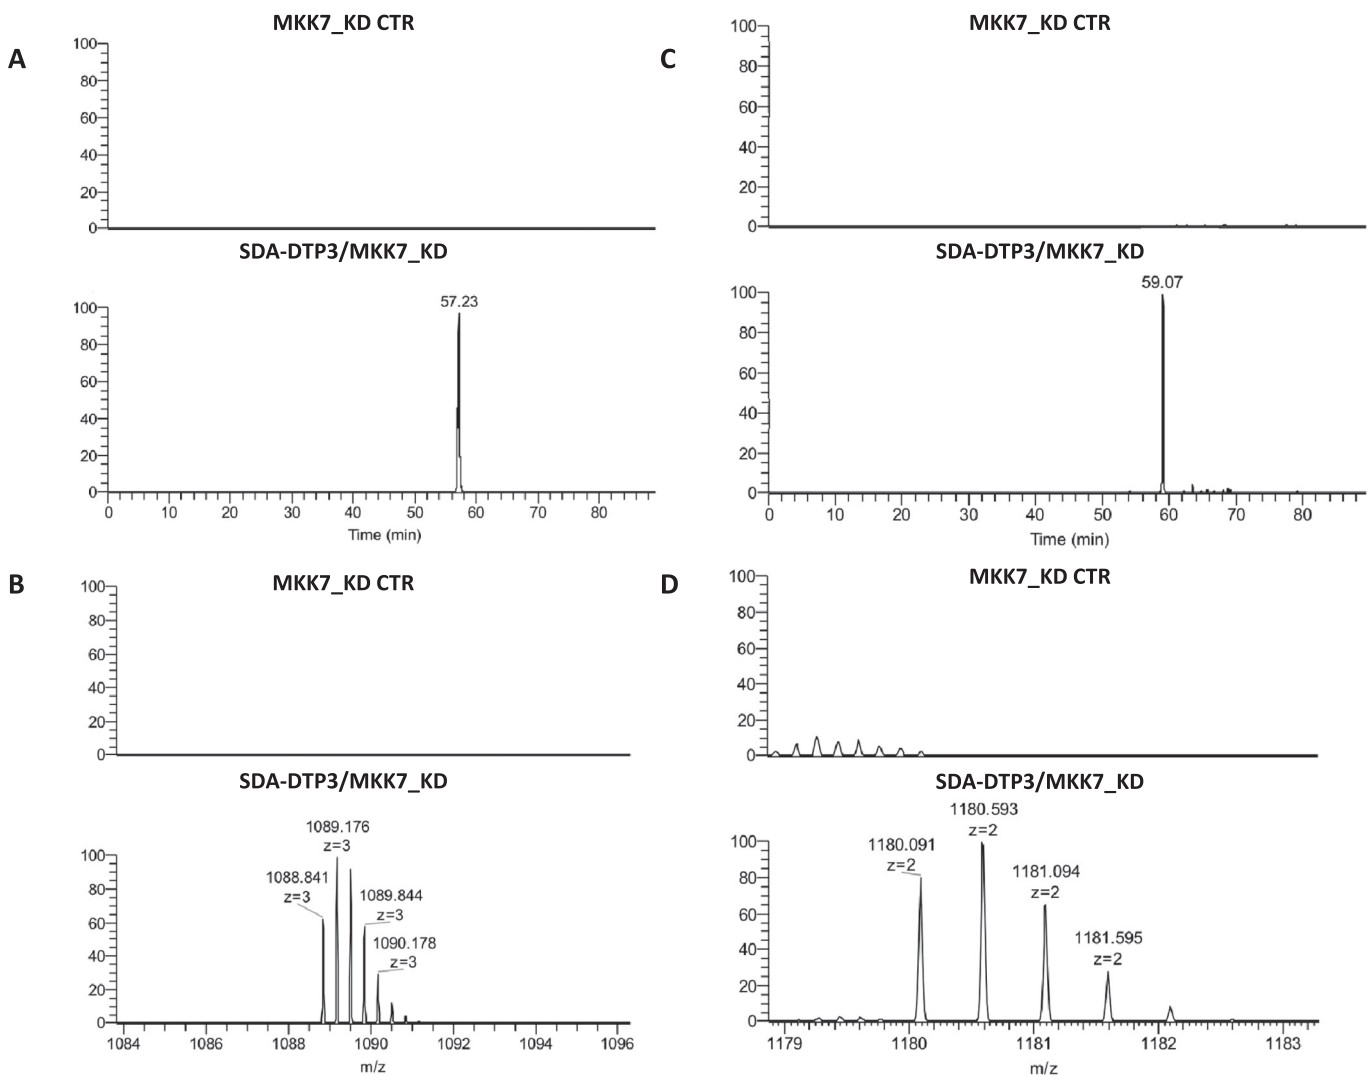 A
MKK7_KD CTR
100
80
60
40
20
0
SDA-DTP3/MKK7_KD
57.23
100
80
60
40
20
0
0 10 20 30 40 50 60 70 80
Time (min)
B
MKK7_KD CTR
100
80
60
40
20
0
SDA-DTP3/MKK7_KD
1089.176
z=3
1088.841
z=3
1089.844
z=3
1090.178
z=3
100
80
60
40
20
0
1084 1086 1088 1090 1092 1094 1096
m/z
C
MKK7_KD CTR
100
80
60
40
20
0
SDA-DTP3/MKK7_KD
59.07
100
80
60
40
20
0
0 10 20 30 40 50 60 70 80
Time (min)
D
MKK7_KD CTR
100
80
60
40
20
0
SDA-DTP3/MKK7_KD
1180.593
z=2
1180.091
z=2
1181.094
z=2
1181.595
z=2
100
80
60
40
20
0
1179 1180 1181 1182 1183
m/z